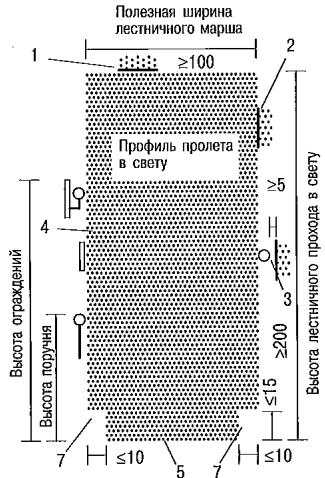 Полезная ширина
лестничного марша
1
≥100
2
Профиль пролета
в свету
≥5
4
3
Высота ограждений
Высота поручня
Высота лестничного прохода в свету
≥200
≤15
7
≤10
5
7
≤10